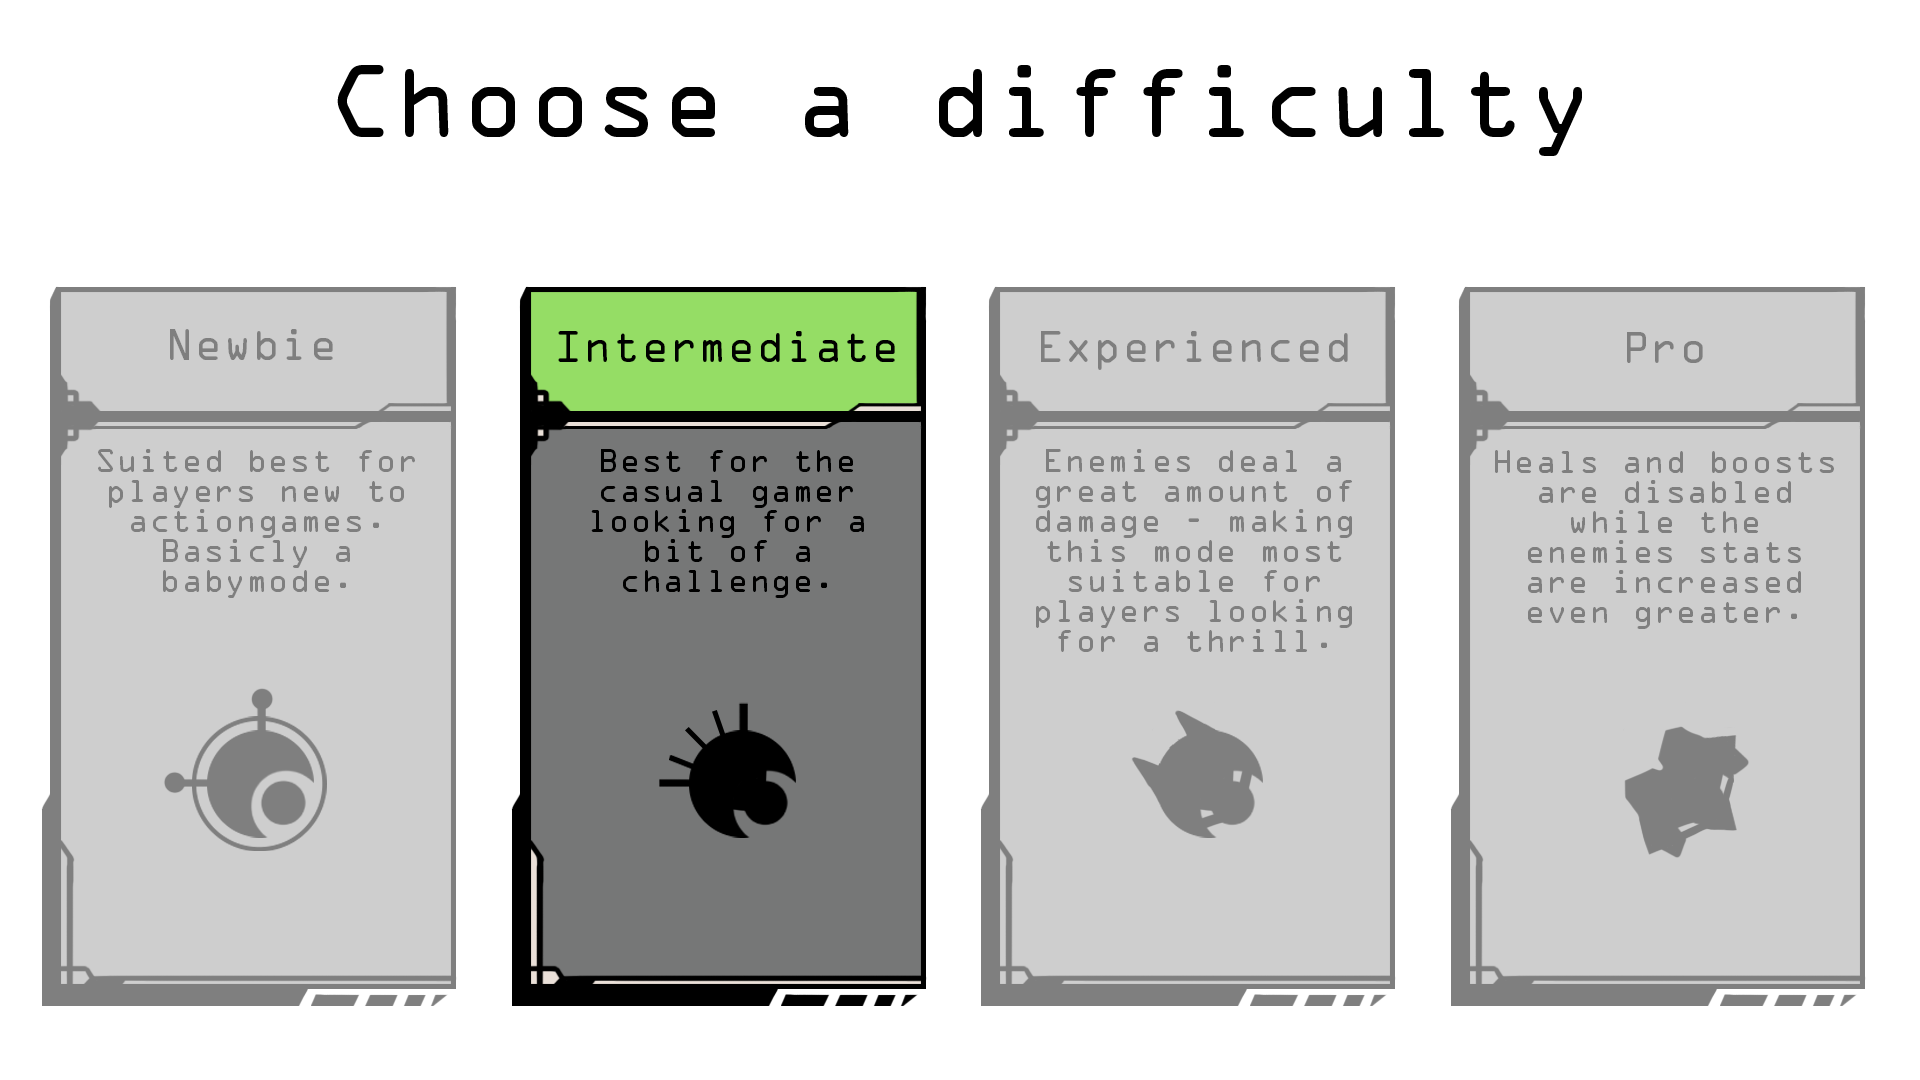 Choose a difficulty
Newbie
Suited best for
players new to
actiongames.
Basicly a
babymode.
Intermediate
Best for the
casual gamer
looking for a
bit of a
challenge.
Experienced
Enemies deal a
great amount of
damage - making
this mode most
suitable for
players looking
for a thrill.
Pro
Heals and boosts
are disabled
while the
enemies stats
are increased
even greater.